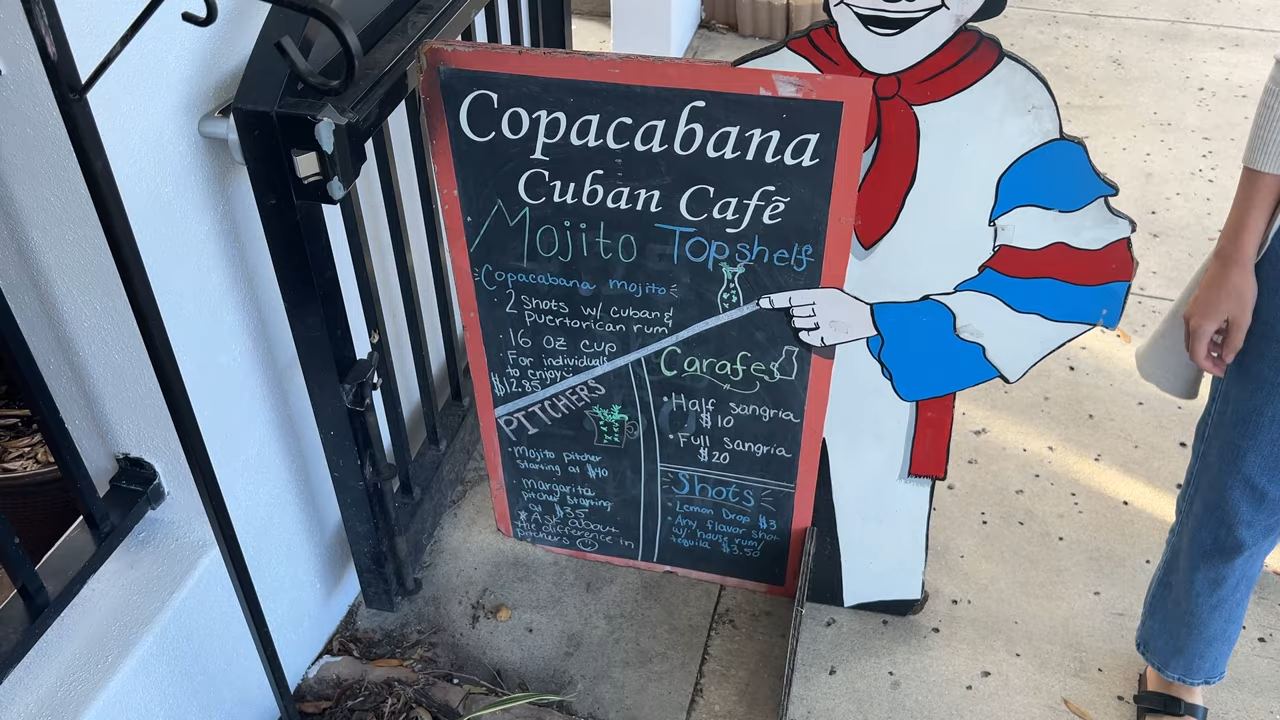 Copacabana
Cuban Cafẽ
Mojito Topshelf
Copacabana mojito
• 2 Shots w/ cuban &
puertorican rum
• 16 oz cup
• For individuals
to enjoy
$12.85
PITCHERS
• Mojito pitcher
starting at $40
• margarita
pitcher starting
at $35
* Ask about
the difference in
pitchers
Carafes
• Half sangria
$10
• Full sangria
$20
Shots
• Lemon Drop $3
• Any flavor shot
w/ house rum/
tequila $3.50